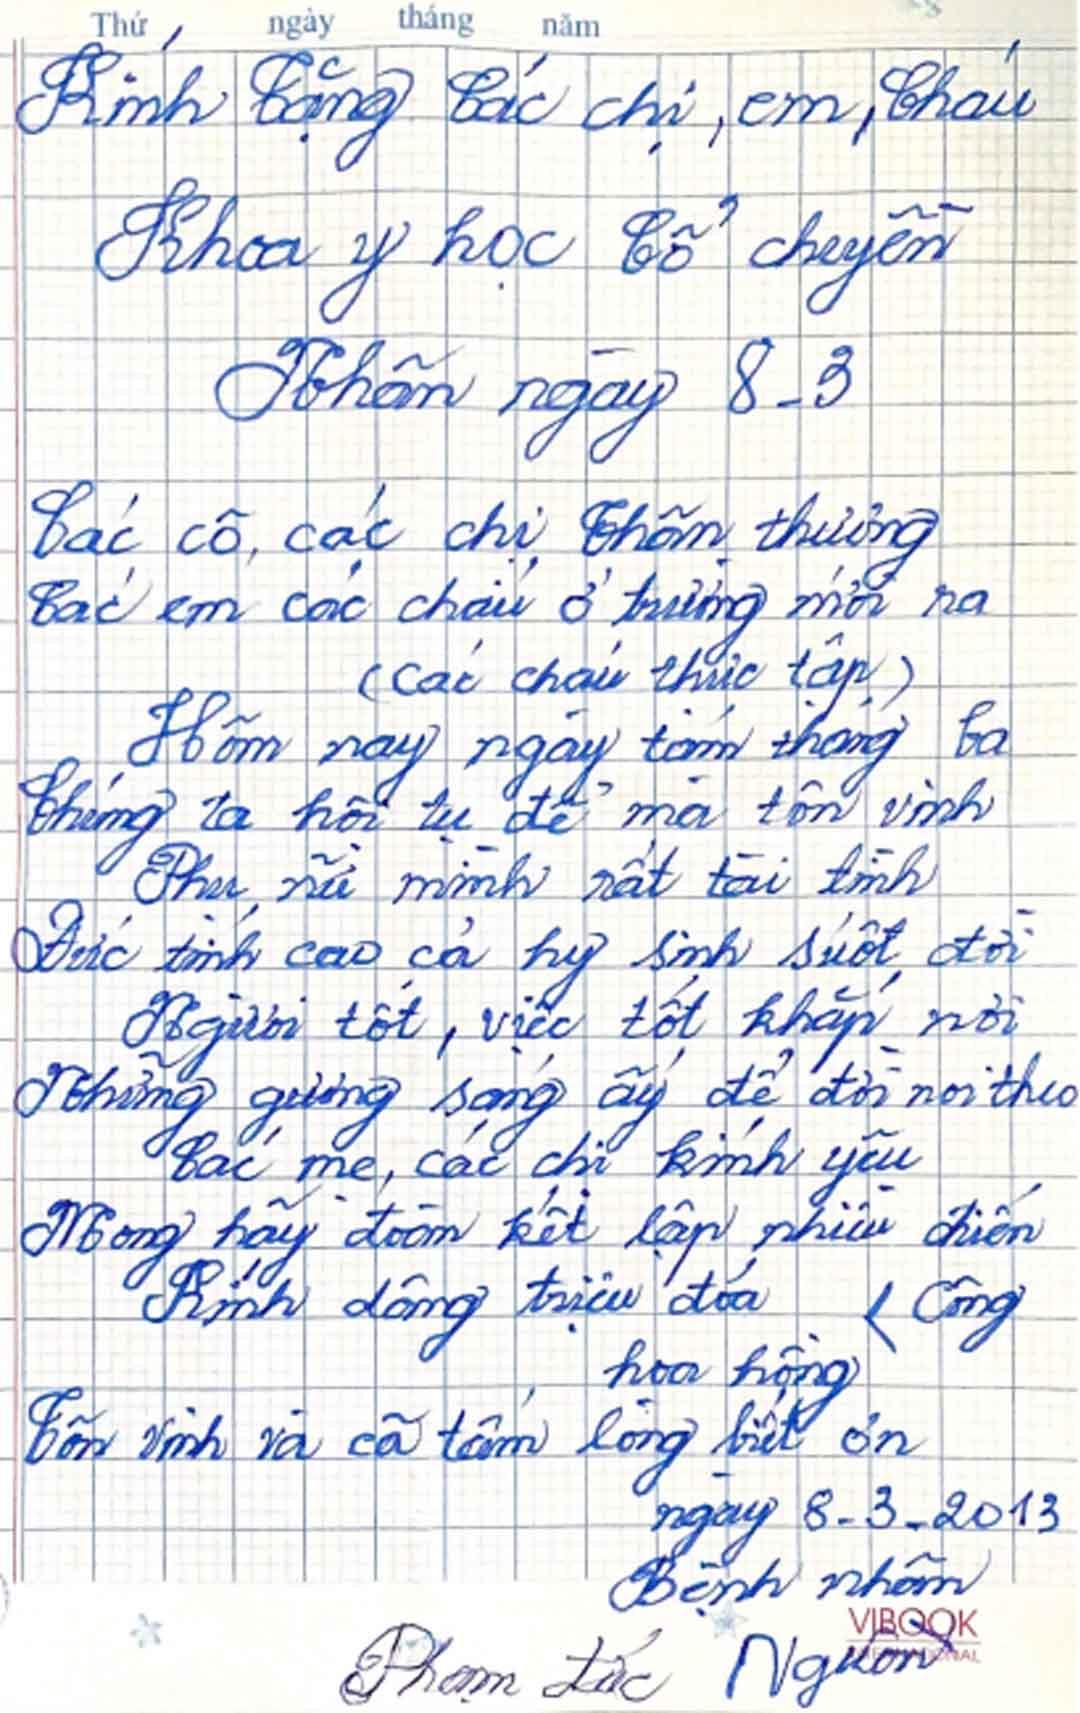 Thứ ngày tháng năm
Kính tặng các chị, em, cháu
Khoa y học cổ chuyền
Nhân ngày 8-3
Các cô, các chị thân thương
Các em các cháu ở trường mới ra
(các cháu thực tập)
Hôm nay ngày tám tháng ba
Chúng ta hội tụ để mà tôn vinh
Phụ nữ mình rất tài tình
Đức tính cao cả hy sinh suốt đời
Người tốt, việc tốt khắp nơi
Những gương sáng ấy để đời noi theo
Các mẹ, các chị kính yêu
Mong hãy đoàn kết lập nhiều chiến
Kính dâng triệu đóa ( Công
hoa hồng
Tôn vinh và cả tấm lòng biết ơn
ngày 8-3-2013
Bệnh nhân
VIBOOK
INTERNATIONAL
Phạm Đức Nguồn